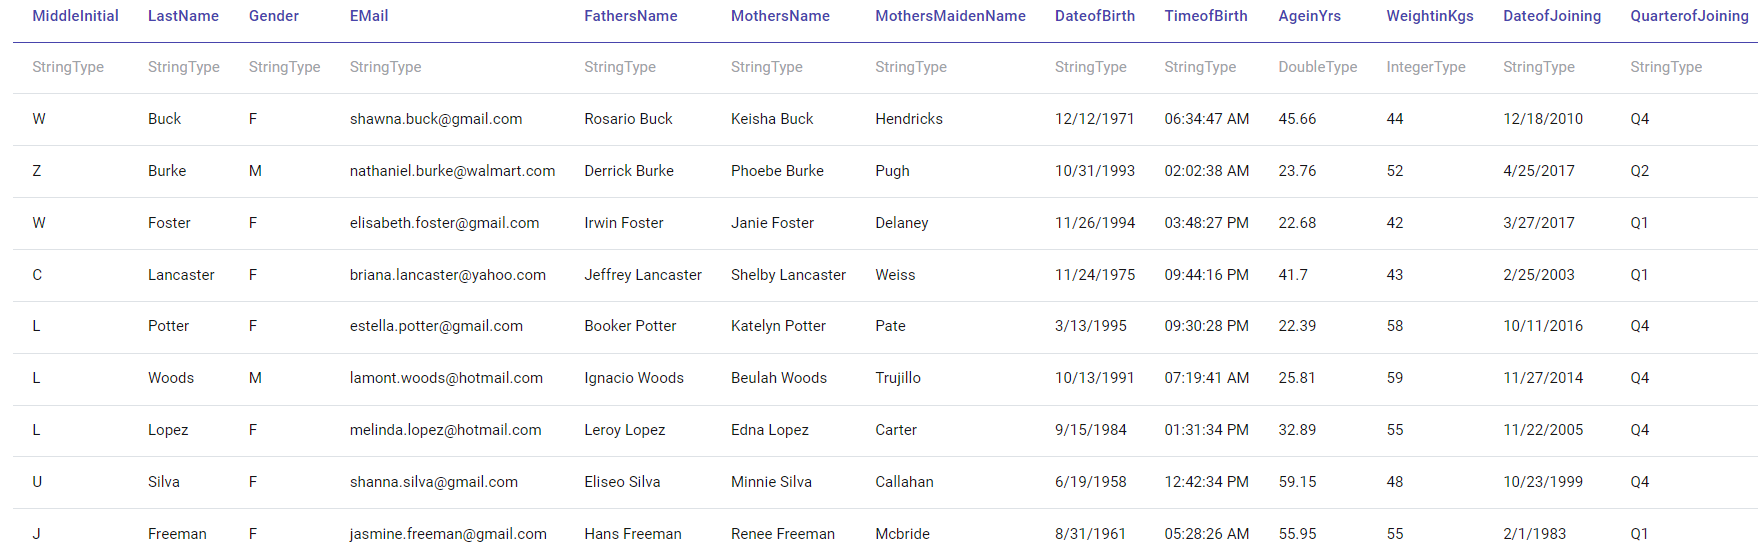 MiddleInitial LastName Gender EMail FathersName MothersName MothersMaidenName DateofBirth TimeofBirth AgeinYrs WeightinKgs DateofJoining QuarterofJoining
StringType StringType StringType StringType StringType StringType StringType StringType StringType DoubleType IntegerType StringType StringType
W Buck F shawna.buck@gmail.com Rosario Buck Keisha Buck Hendricks 12/12/1971 06:34:47 AM 45.66 44 12/18/2010 Q4
Z Burke M nathaniel.burke@walmart.com Derrick Burke Phoebe Burke Pugh 10/31/1993 02:02:38 AM 23.76 52 4/25/2017 Q2
W Foster F elisabeth.foster@gmail.com Irwin Foster Janie Foster Delaney 11/26/1994 03:48:27 PM 22.68 42 3/27/2017 Q1
C Lancaster F briana.lancaster@yahoo.com Jeffrey Lancaster Shelby Lancaster Weiss 11/24/1975 09:44:16 PM 41.7 43 2/25/2003 Q1
L Potter F estella.potter@gmail.com Booker Potter Katelyn Potter Pate 3/13/1995 09:30:28 PM 22.39 58 10/11/2016 Q4
L Woods M lamont.woods@hotmail.com Ignacio Woods Beulah Woods Trujillo 10/13/1991 07:19:41 AM 25.81 59 11/27/2014 Q4
L Lopez F melinda.lopez@hotmail.com Leroy Lopez Edna Lopez Carter 9/15/1984 01:31:34 PM 32.89 55 11/22/2005 Q4
U Silva F shanna.silva@gmail.com Eliseo Silva Minnie Silva Callahan 6/19/1958 12:42:34 PM 59.15 48 10/23/1999 Q4
J Freeman F jasmine.freeman@gmail.com Hans Freeman Renee Freeman Mcbride 8/31/1961 05:28:26 AM 55.95 55 2/1/1983 Q1